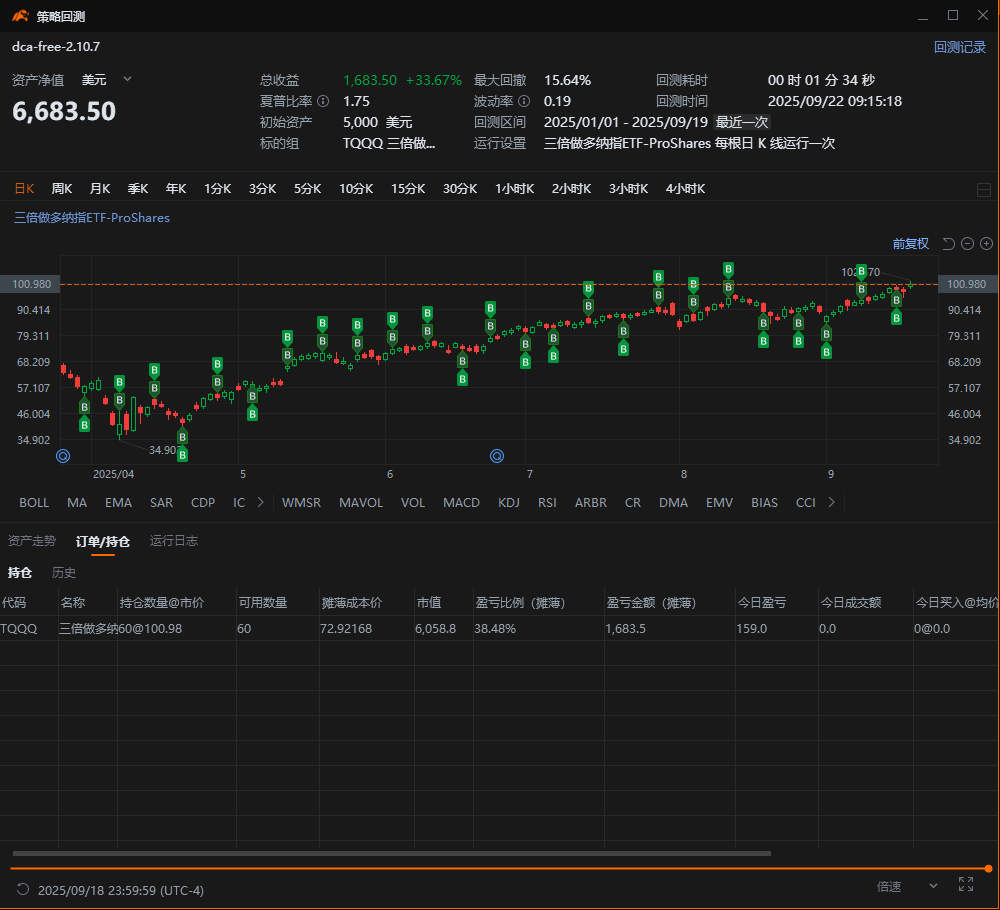 策略回测
dca-free-2.10.7 回测记录
资产净值 美元
6,683.50
总收益 1,683.50 +33.67% 最大回撤 15.64% 回测耗时 00 时 01 分 34 秒
夏普比率 1.75 波动率 0.19 回测时间 2025/09/22 09:15:18
初始资产 5,000 美元 回测区间 2025/01/01 - 2025/09/19 最近一次
标的组 TQQQ 三倍做... 运行设置 三倍做多纳指ETF-ProShares 每根日 K 线运行一次
日K 周K 月K 季K 年K 1分K 3分K 5分K 10分K 15分K 30分K 1小时K 2小时K 3小时K 4小时K
三倍做多纳指ETF-ProShares
前复权
100.980 100.980
90.414 90.414
79.311 79.311
68.209 68.209
57.107 57.107
46.004 46.004
34.902 34.902
34.907
2025/04 5 6 7 8 9
BOLL MA EMA SAR CDP IC WMSR MAVOL VOL MACD KDJ RSI ARBR CR DMA EMV BIAS CCI
资产走势 订单/持仓 运行日志
持仓 历史
代码 名称 持仓数量@市价 可用数量 摊薄成本价 市值 盈亏比例（摊薄） 盈亏金额（摊薄） 今日盈亏 今日成交额 今日买入@均价
TQQQ 三倍做多纳 60@100.98 60 72.92168 6,058.8 38.48% 1,683.5 159.0 0.0 0@0.0
2025/09/18 23:59:59 (UTC-4) 倍速